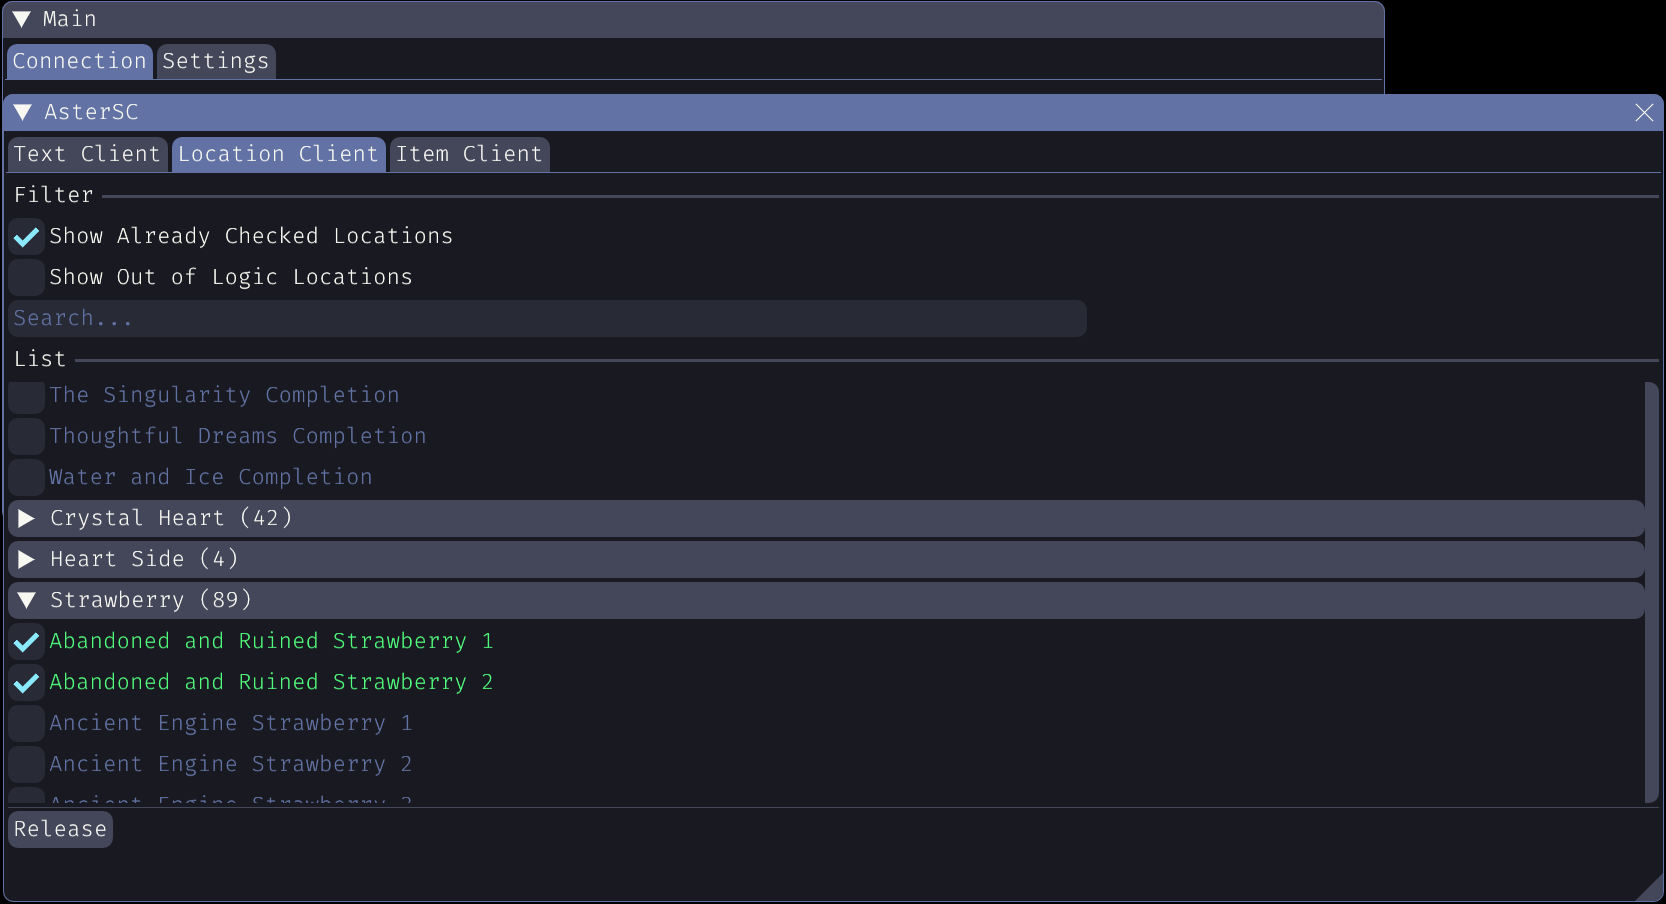 Main
Connection Settings
AsterSC
Text Client Location Client Item Client
Filter
Show Already Checked Locations
Show Out of Logic Locations
Search...
List
The Singularity Completion
Thoughtful Dreams Completion
Water and Ice Completion
Crystal Heart (42)
Heart Side (4)
Strawberry (89)
Abandoned and Ruined Strawberry 1
Abandoned and Ruined Strawberry 2
Ancient Engine Strawberry 1
Ancient Engine Strawberry 2
Ancient Engine Strawberry
Release